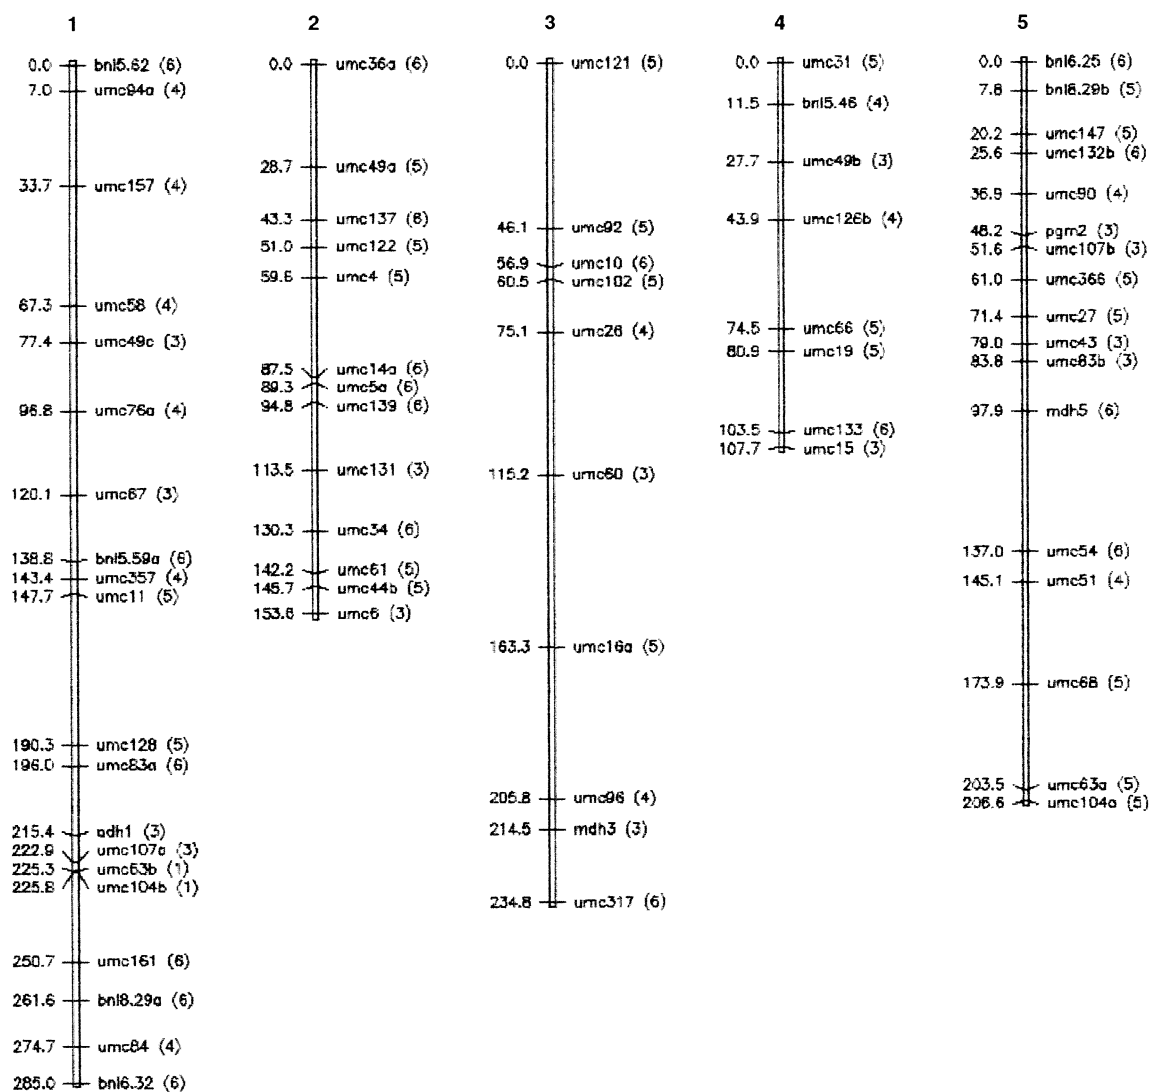 1
0.0 bnl5.62 (6)
7.0 umc94a (4)
33.7 umc157 (4)
67.3 umc58 (4)
77.4 umc49c (3)
96.8 umc76a (4)
120.1 umc67 (3)
138.8 bnl5.59a (6)
143.4 umc357 (4)
147.7 umc11 (5)
190.3 umc128 (5)
196.0 umc83a (6)
215.4 adh1 (3)
222.9 umc107a (3)
225.3 umc63b (1)
225.8 umc104b (1)
250.7 umc161 (6)
261.6 bnl8.29a (6)
274.7 umc84 (4)
285.0 bnl6.32 (6)
2
0.0 umc36a (6)
28.7 umc49a (5)
43.3 umc137 (6)
51.0 umc122 (5)
59.6 umc4 (5)
87.5 umc14a (6)
89.3 umc5a (6)
94.8 umc139 (6)
113.5 umc131 (3)
130.3 umc34 (6)
142.2 umc61 (5)
145.7 umc44b (5)
153.6 umc6 (3)
3
0.0 umc121 (5)
46.1 umc92 (5)
56.9 umc10 (6)
60.5 umc102 (5)
75.1 umc26 (4)
115.2 umc60 (3)
163.3 umc16a (5)
205.8 umc96 (4)
214.5 mdh3 (3)
234.8 umc317 (6)
4
0.0 umc31 (5)
11.5 bnl5.46 (4)
27.7 umc49b (3)
43.9 umc126b (4)
74.5 umc66 (5)
80.9 umc19 (5)
103.5 umc133 (6)
107.7 umc15 (3)
5
0.0 bnl6.25 (6)
7.8 bnl8.29b (5)
20.2 umc147 (5)
25.6 umc132b (6)
36.9 umc90 (4)
48.2 pgm2 (3)
51.6 umc107b (3)
61.0 umc366 (5)
71.4 umc27 (5)
79.0 umc43 (3)
83.8 umc83b (3)
97.9 mdh5 (6)
137.0 umc54 (6)
145.1 umc51 (4)
173.9 umc68 (5)
203.5 umc63a (5)
206.6 umc104a (5)